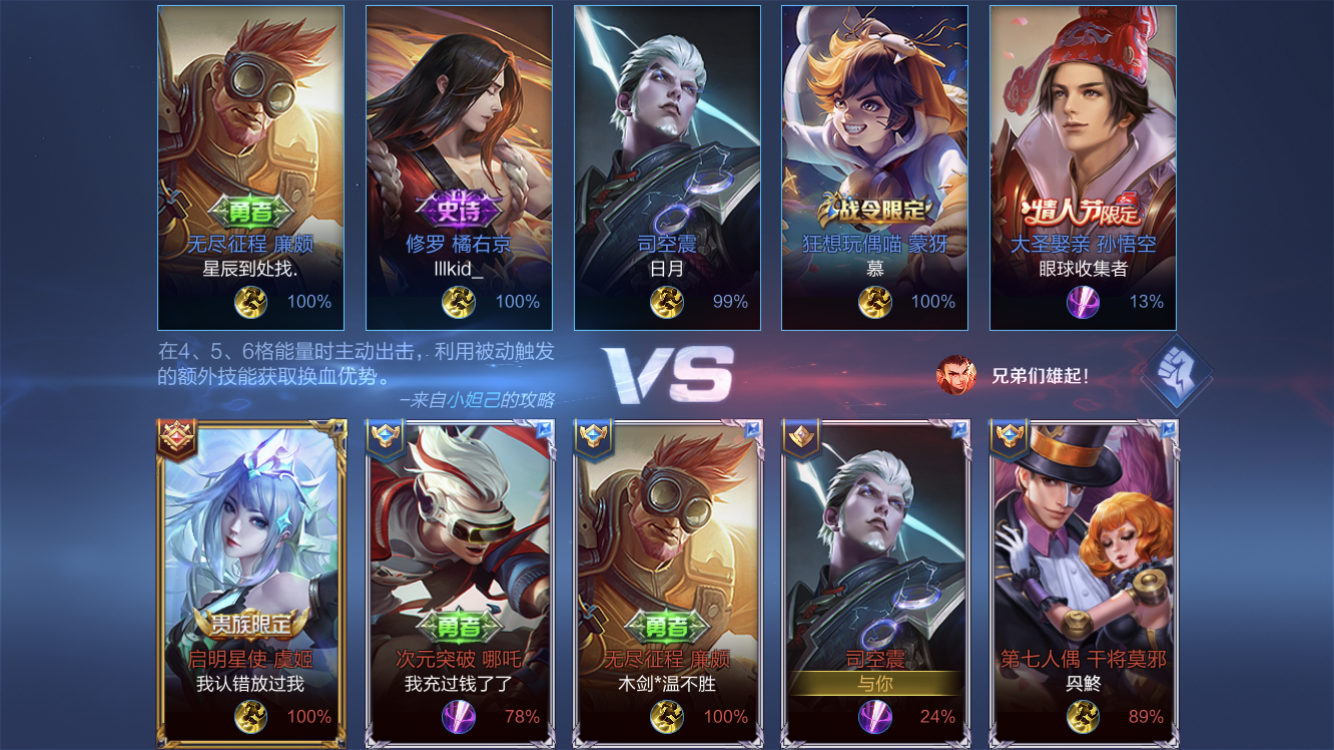 勇者
无尽征程 廉颇
星辰到处找.
100%
史诗
修罗 橘右京
lllkid_
100%
司空震
日月
99%
战令限定
狂想玩偶喵 蒙犽
慕
100%
情人节限定
大圣娶亲 孙悟空
眼球收集者
13%
在4、5、6格能量时主动出击，利用被动触发
的额外技能获取换血优势。
—来自小妲己的攻略
VS
兄弟们雄起!
贵族限定
启明星使 虞姬
我认错放过我
100%
勇者
次元突破 哪吒
我充过钱了了
78%
勇者
无尽征程 廉颇
木剑*温不胜
100%
司空震
与你
24%
第七人偶 干将莫邪
89%